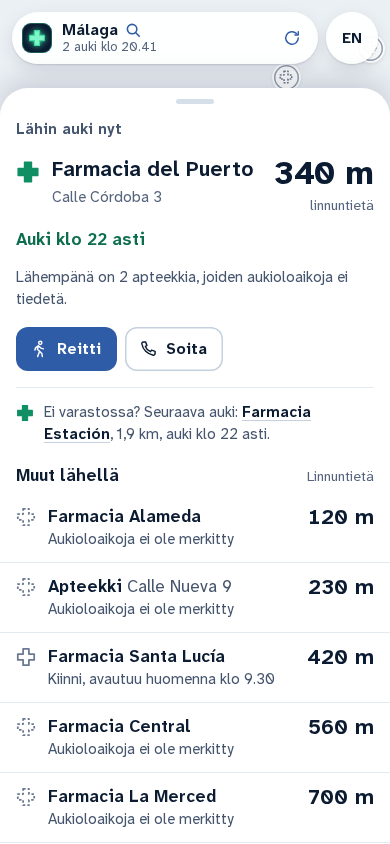 Málaga
2 auki klo 20.41
EN
Lähin auki nyt
Farmacia del Puerto
340 m
Calle Córdoba 3
linnuntietä
Auki klo 22 asti
Lähempänä on 2 apteekkia, joiden aukioloaikoja ei
tiedetä.
Reitti
Soita
Ei varastossa? Seuraava auki: Farmacia
Estación, 1,9 km, auki klo 22 asti.
Muut lähellä
Linnuntietä
Farmacia Alameda
120 m
Aukioloaikoja ei ole merkitty
Apteekki Calle Nueva 9
230 m
Aukioloaikoja ei ole merkitty
Farmacia Santa Lucía
420 m
Kiinni, avautuu huomenna klo 9.30
Farmacia Central
560 m
Aukioloaikoja ei ole merkitty
Farmacia La Merced
700 m
Aukioloaikoja ei ole merkitty